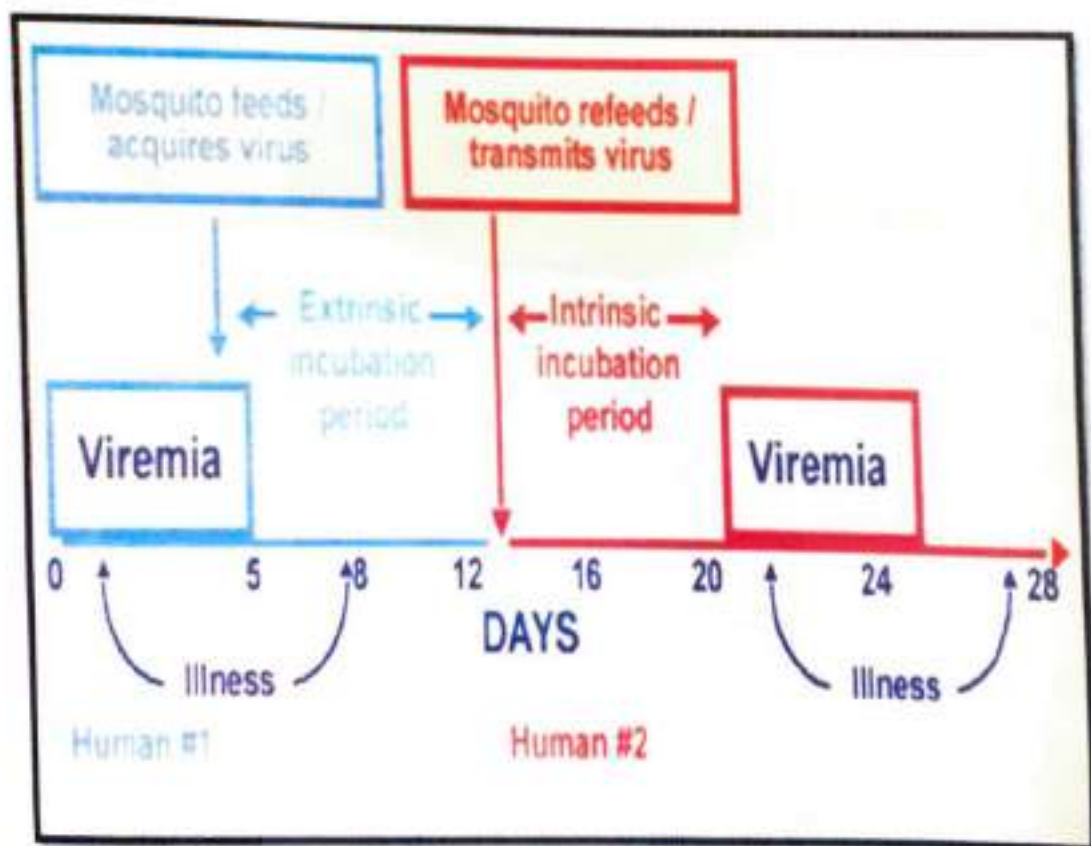 Mosquito feeds /
acquires virus
Mosquito refeeds /
transmits virus
Extrinsic
incubation
period
Intrinsic
incubation
period
Viremia
Viremia
0 5 8 12 16 20 24 28
DAYS
Illness
Illness
Human #1
Human #2